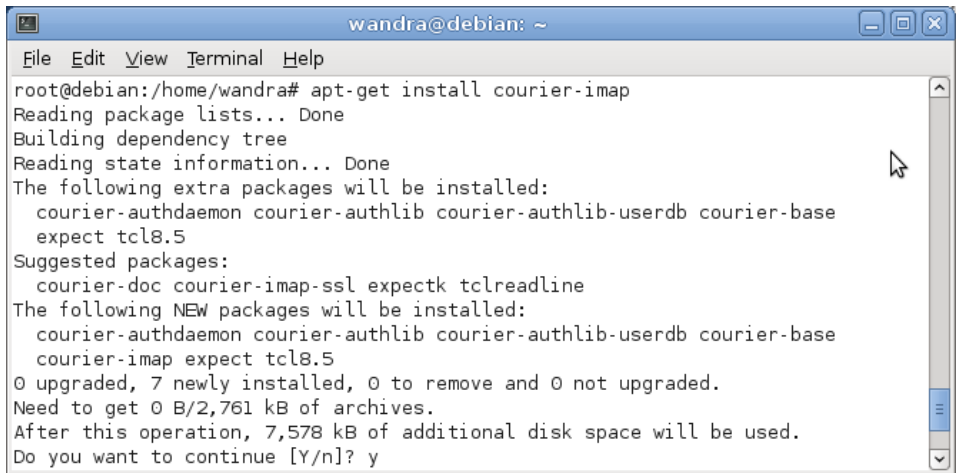 wandra@debian: ~
File Edit View Terminal Help
root@debian:/home/wandra# apt-get install courier-imap
Reading package lists... Done
Building dependency tree
Reading state information... Done
The following extra packages will be installed:
  courier-authdaemon courier-authlib courier-authlib-userdb courier-base
  expect tcl8.5
Suggested packages:
  courier-doc courier-imap-ssl expectk tclreadline
The following NEW packages will be installed:
  courier-authdaemon courier-authlib courier-authlib-userdb courier-base
  courier-imap expect tcl8.5
0 upgraded, 7 newly installed, 0 to remove and 0 not upgraded.
Need to get 0 B/2,761 kB of archives.
After this operation, 7,578 kB of additional disk space will be used.
Do you want to continue [Y/n]? y